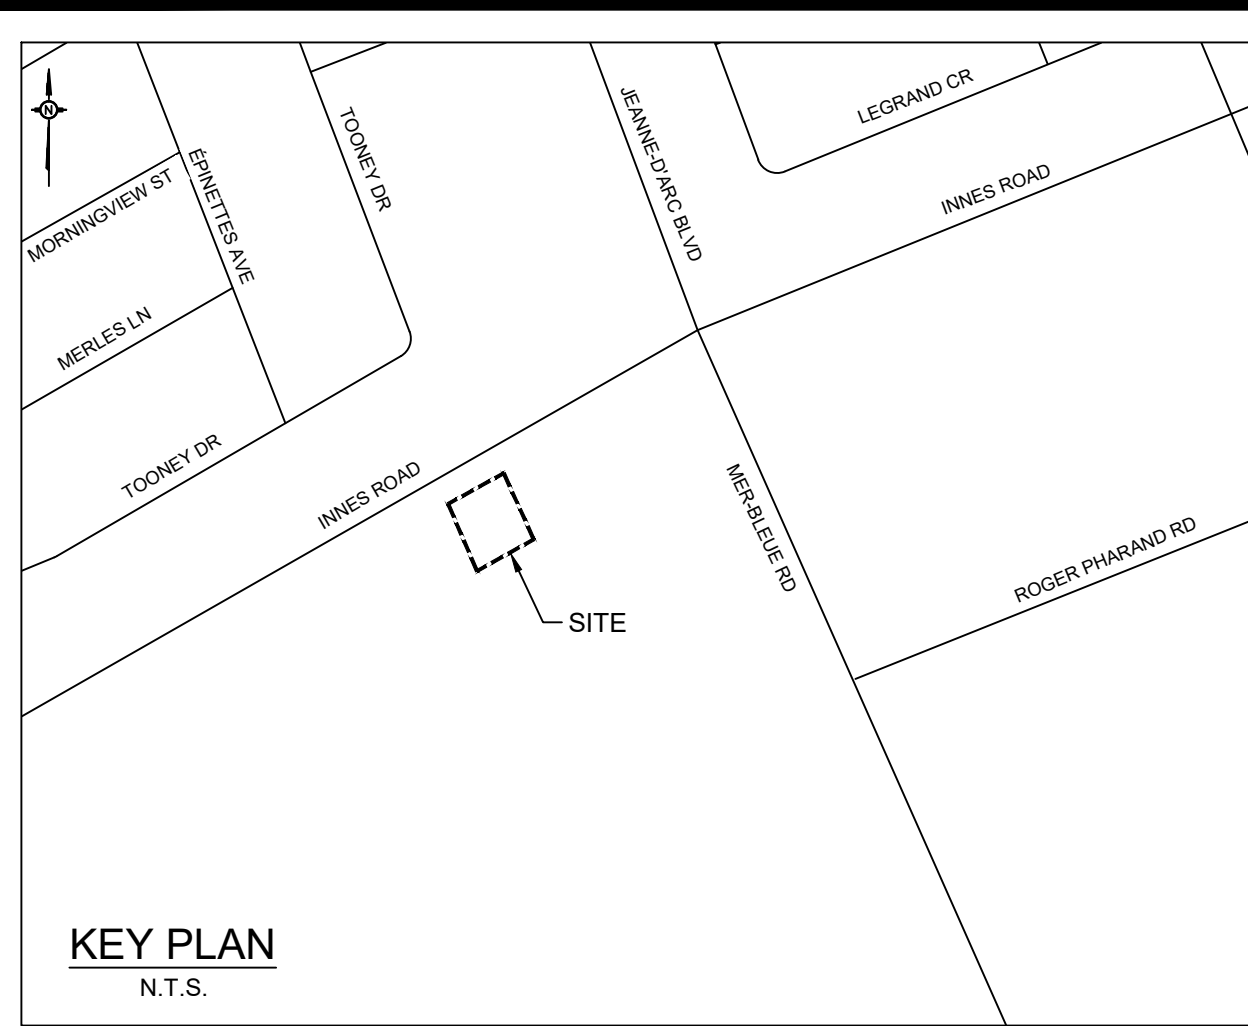 N
LEGRAND CR
JEANNE-D'ARC BLVD
TOONEY DR
ÉPINETTES AVE
MORNINGVIEW ST
INNES ROAD
MERLES LN
TOONEY DR
INNES ROAD
MER-BLEUE RD
ROGER PHARAND RD
SITE
KEY PLAN
N.T.S.